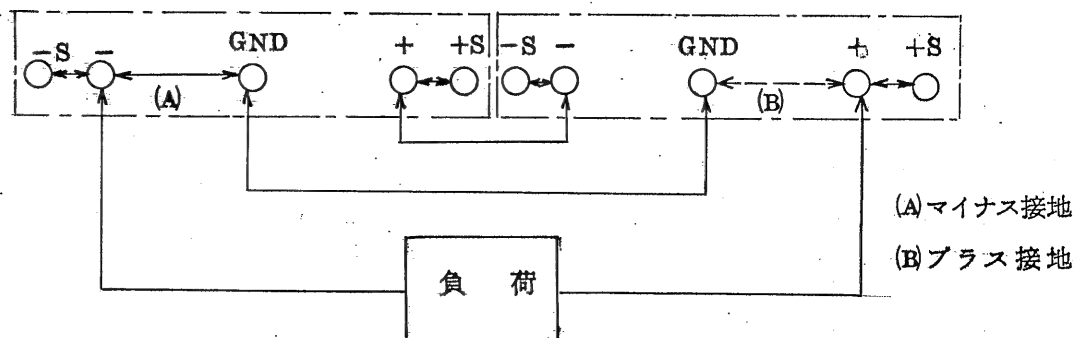 -S - GND + +S -S - GND + +S
(A) (B)
(A)マイナス接地
(B)プラス接地
負 荷